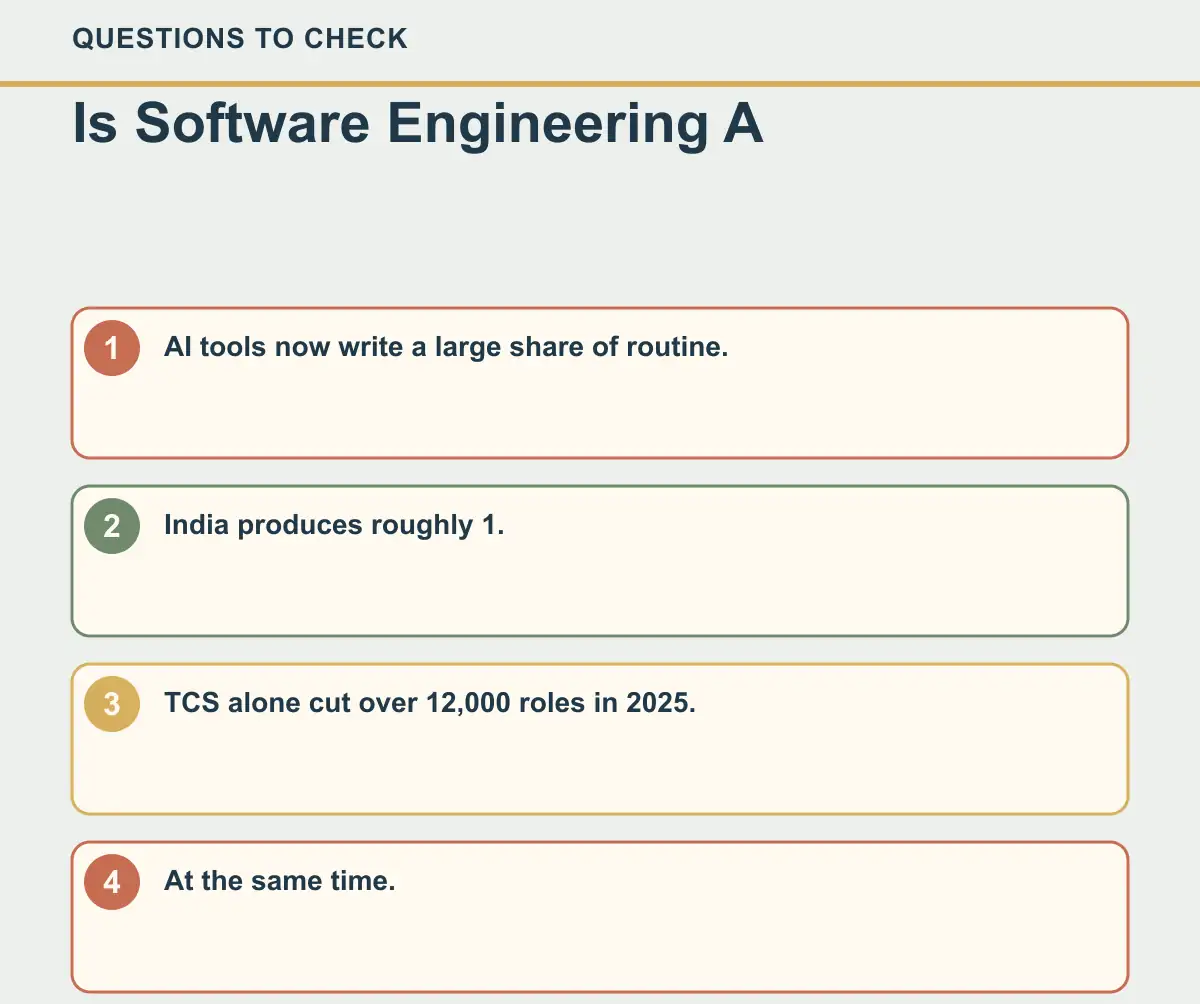 QUESTIONS TO CHECK
Is Software Engineering A
1 AI tools now write a large share of routine.
2 India produces roughly 1.
3 TCS alone cut over 12,000 roles in 2025.
4 At the same time.